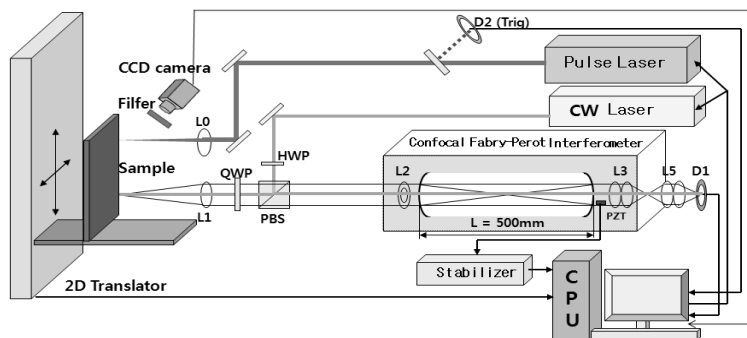 D2 (Trig)
CCD camera
Pulse Laser
Filfer
CW Laser
L0
Confocal Fabry-Perot Interferometer
Sample
HWP
QWP
L2
L3
L5
D1
L1
PBS
PZT
L = 500mm
Stabilizer
CPU
2D Translator